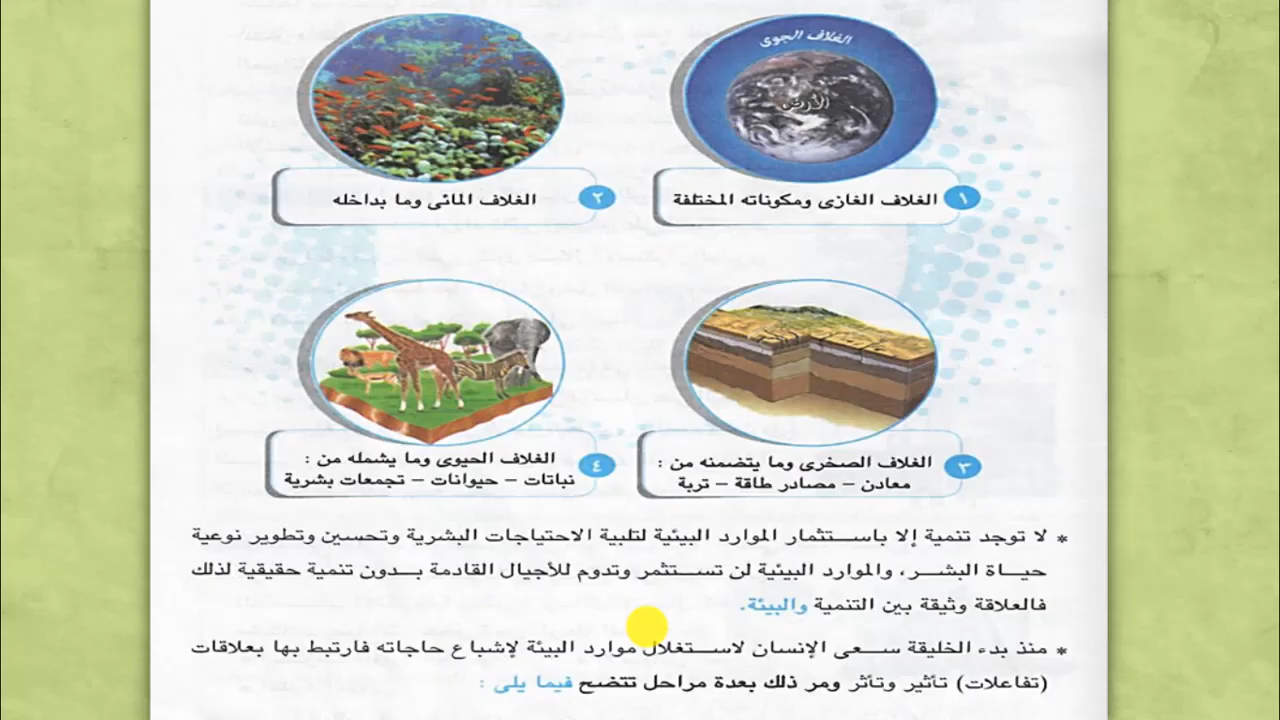 الغلاف الجوى
الأرض
١ الغلاف الغازى ومكوناته المختلفة
٢ الغلاف المائى وما بداخله
٣ الغلاف الصخرى وما يتضمنه من :
معادن – مصادر طاقة – تربة
٤ الغلاف الحيوى وما يشمله من :
نباتات – حيوانات – تجمعات بشرية
* لا توجد تنمية إلا باستثمار الموارد البيئية لتلبية الاحتياجات البشرية وتحسين وتطوير نوعية
حياة البشر، والموارد البيئية لن تستثمر وتدوم للأجيال القادمة بدون تنمية حقيقية لذلك
فالعلاقة وثيقة بين التنمية والبيئة.
* منذ بدء الخليقة سعى الإنسان لاستغلال موارد البيئة لإشباع حاجاته فارتبط بها بعلاقات
(تفاعلات) تأثير وتأثر ومر ذلك بعدة مراحل تتضح فيما يلى :